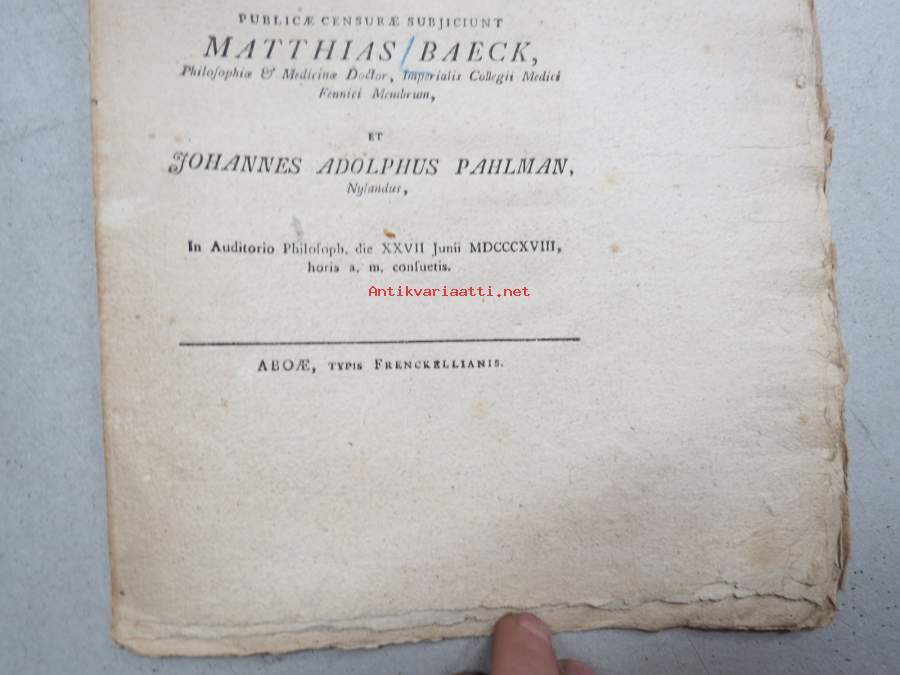 PUBLICÆ CENSURÆ SUBJICIUNT
MATTHIAS BAECK,
Philoſophiæ & Medicinæ Doctor, Imperialis Collegii Medici
Fennici Membrum,
ET
JOHANNES ADOLPHUS PAHLMAN,
Nylandus,
In Auditorio Philoſoph. die XXVII Junii MDCCCXVIII,
horis a. m. conſuetis.
Antikvariaatti.net
ABOÆ, TYPIS FRENCKELLIANIS.